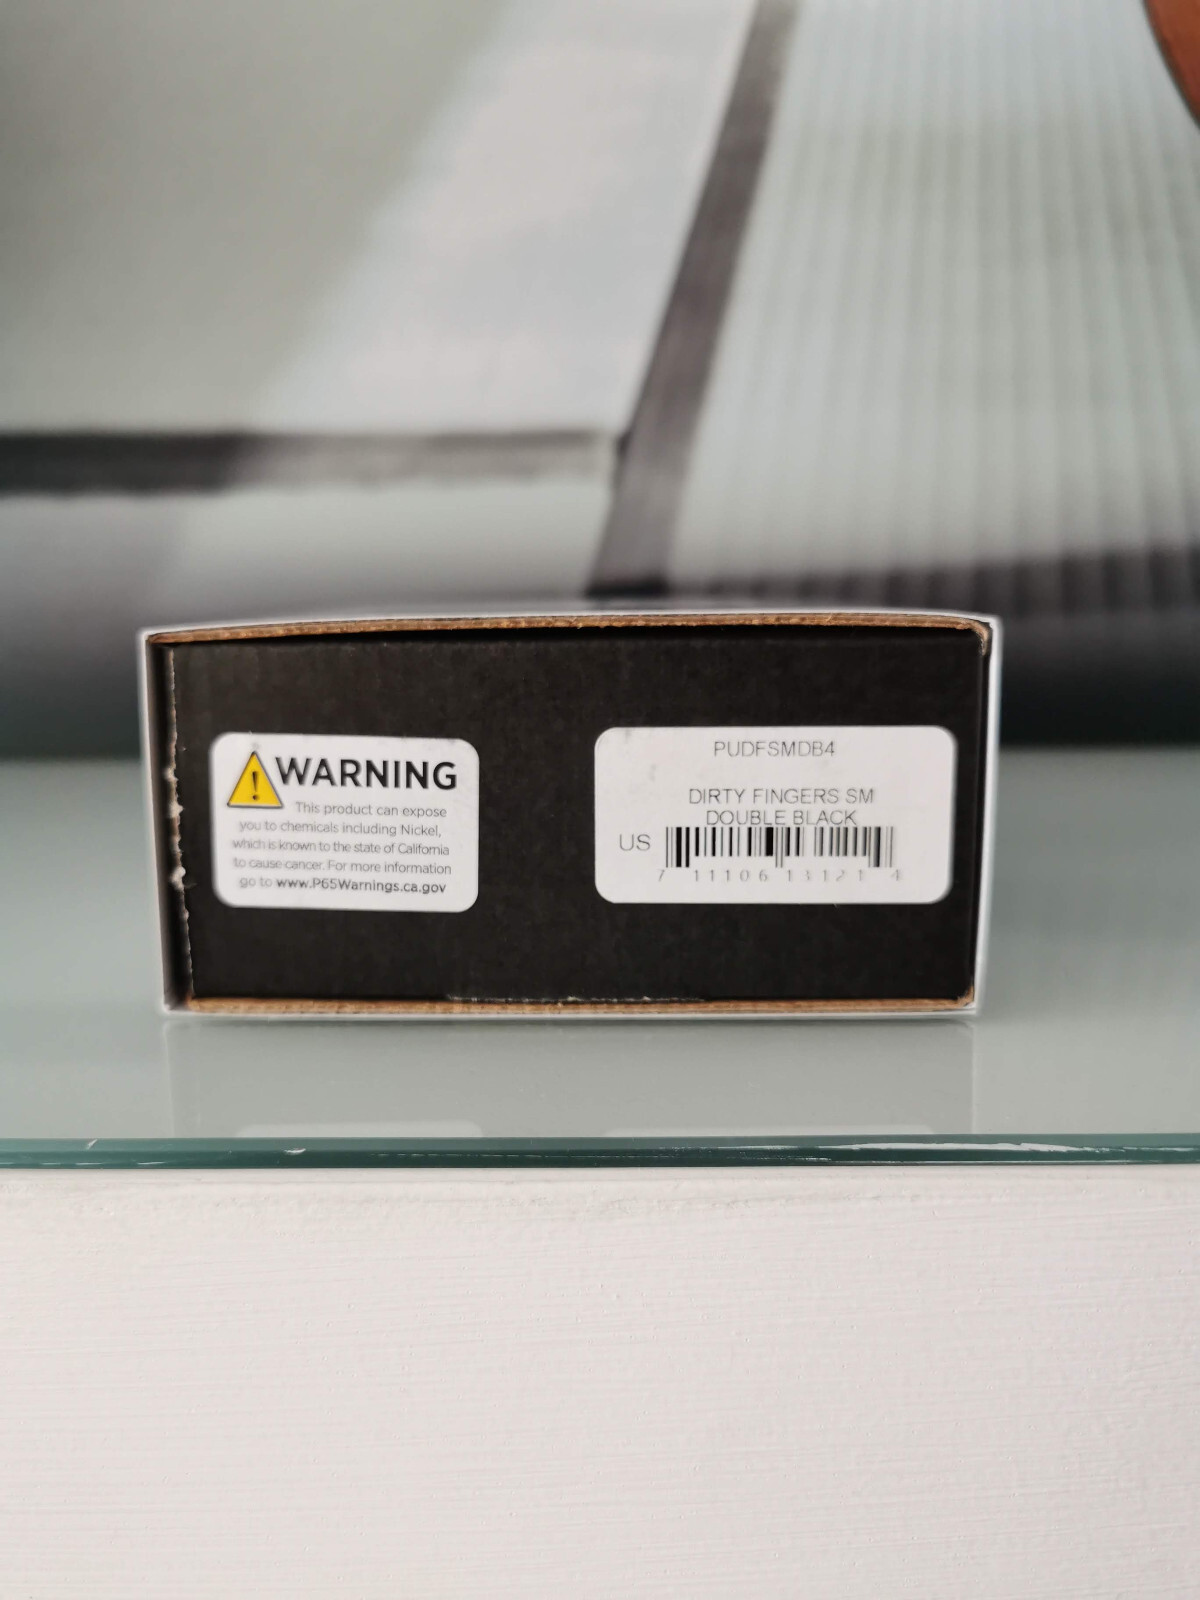 WARNING
This product can expose
you to chemicals including Nickel,
which is known to the state of California
to cause cancer. For more information
go to www.P65Warnings.ca.gov
PUDFSMDB4
DIRTY FINGERS SM
DOUBLE BLACK
US
7 11106 13121 4